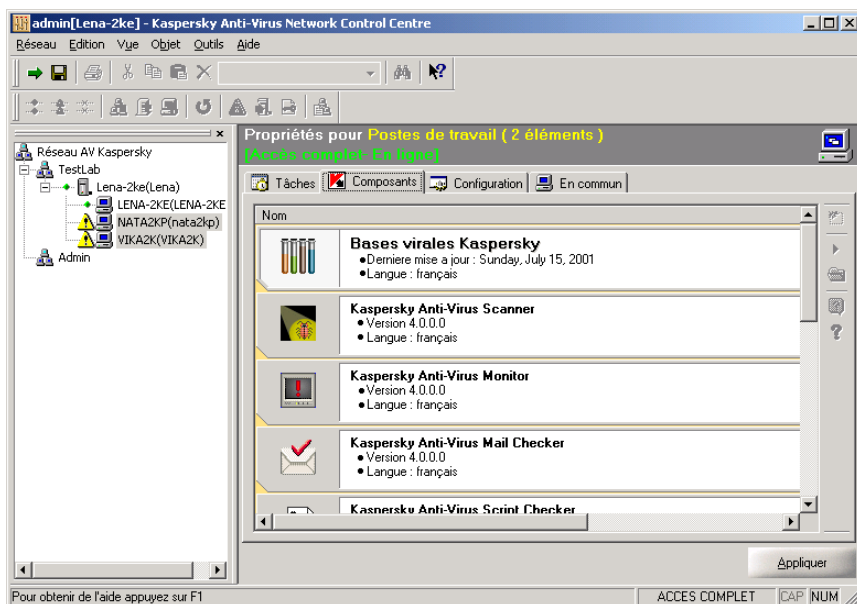 admin[Lena-2ke] - Kaspersky Anti-Virus Network Control Centre
Réseau Edition Vue Objet Outils Aide
Propriétés pour Postes de travail ( 2 éléments )
[Accés complet- En ligne]
Réseau AV Kaspersky
TestLab
Lena-2ke(Lena)
LENA-2KE(LENA-2KE
NATA2KP(nata2kp)
VIKA2K(VIKA2K)
Admin
Tâches Composants Configuration En commun
Nom
Bases virales Kaspersky
•Derniere mise a jour : Sunday, July 15, 2001
•Langue : français
Kaspersky Anti-Virus Scanner
• Version 4.0.0.0
• Langue : français
Kaspersky Anti-Virus Monitor
• Version 4.0.0.0
• Langue : français
Kaspersky Anti-Virus Mail Checker
• Version 4.0.0.0
• Langue : français
Kaspersky Anti-Virus Script Checker
Appliquer
Pour obtenir de l'aide appuyez sur F1
ACCES COMPLET CAP NUM